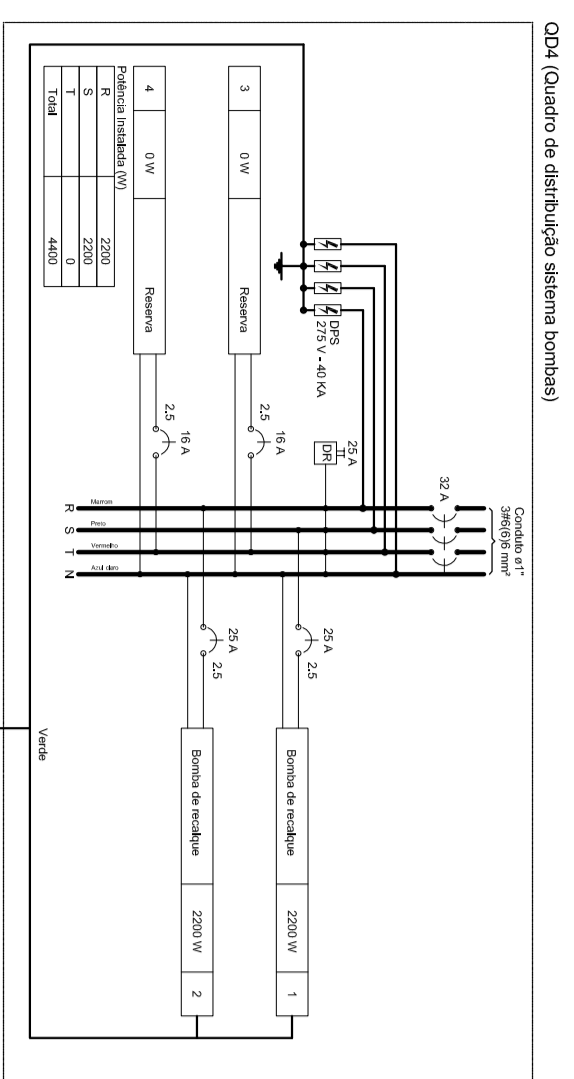 QD4 (Quadro de distribuição sistema bombas)
Conduto ø1"
3#6(6)6 mm²
32 A
DPS
275 V - 40 KA
25 A
DR
R Marrom
S Preto
T Vermelho
N Azul claro
3 0 W Reserva
2.5
16 A
4 0 W Reserva
2.5
16 A
25 A
2.5
Bomba de recalque 2200 W 1
25 A
2.5
Bomba de recalque 2200 W 2
Verde
Potência Instalada (W)
R 2200
S 2200
T 0
Total 4400